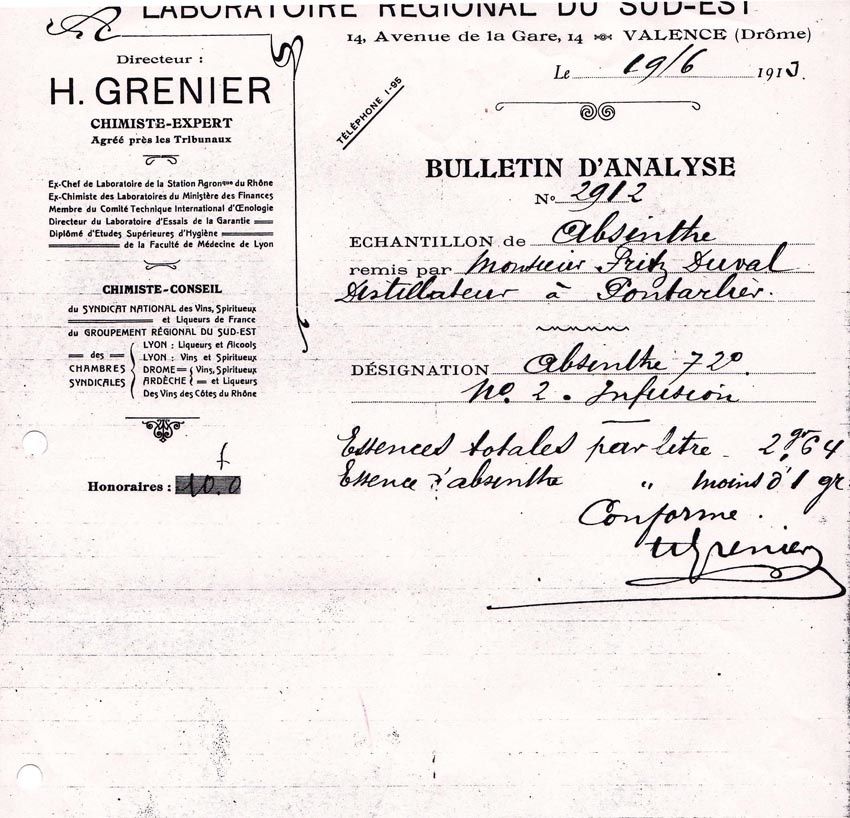 LABORATOIRE RÉGIONAL DU SUD-EST
14, Avenue de la Gare, 14 VALENCE (Drôme)
Le 19/6 1913.
TÉLÉPHONE 1-95
Directeur :
H. GRENIER
CHIMISTE-EXPERT
Agréé près les Tribunaux
Ex-Chef de Laboratoire de la Station Agronque du Rhône
Ex-Chimiste des Laboratoires du Ministère des Finances
Membre du Comité Technique International d'Œnologie
Directeur du Laboratoire d'Essais de la Garantie
Diplômé d'Etudes Supérieures d'Hygiène
de la Faculté de Médecine de Lyon
CHIMISTE-CONSEIL
du SYNDICAT NATIONAL des Vins, Spiritueux
et Liqueurs de France
du GROUPEMENT RÉGIONAL DU SUD-EST
des CHAMBRES SYNDICALES
LYON : Liqueurs et Alcools
LYON : Vins et Spiritueux
DROME Vins, Spiritueux
ARDÈCHE et Liqueurs
Des Vins des Côtes du Rhône
Honoraires : 10.0 f
BULLETIN D'ANALYSE
No 2912
ECHANTILLON de Absinthe
remis par Monsieur Fritz Duval
Distillateur à Pontarlier.
DÉSIGNATION Absinthe 72o.
No. 2. Infusion
Essences totales par litre _ 2gr64
Essence d'absinthe " moins d'1 gr
Conforme.
HGrenier